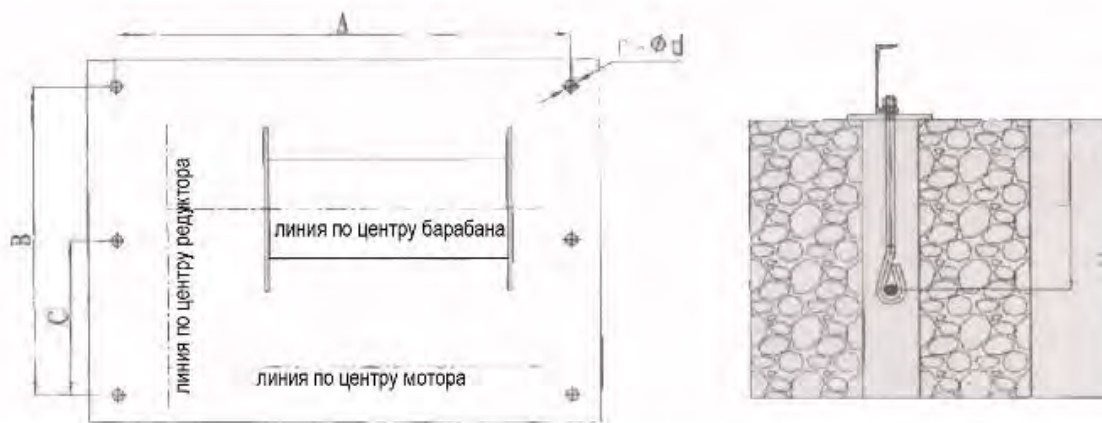 A
n - Φd
B
C
линия по центру редуктора
линия по центру барабана
линия по центру мотора